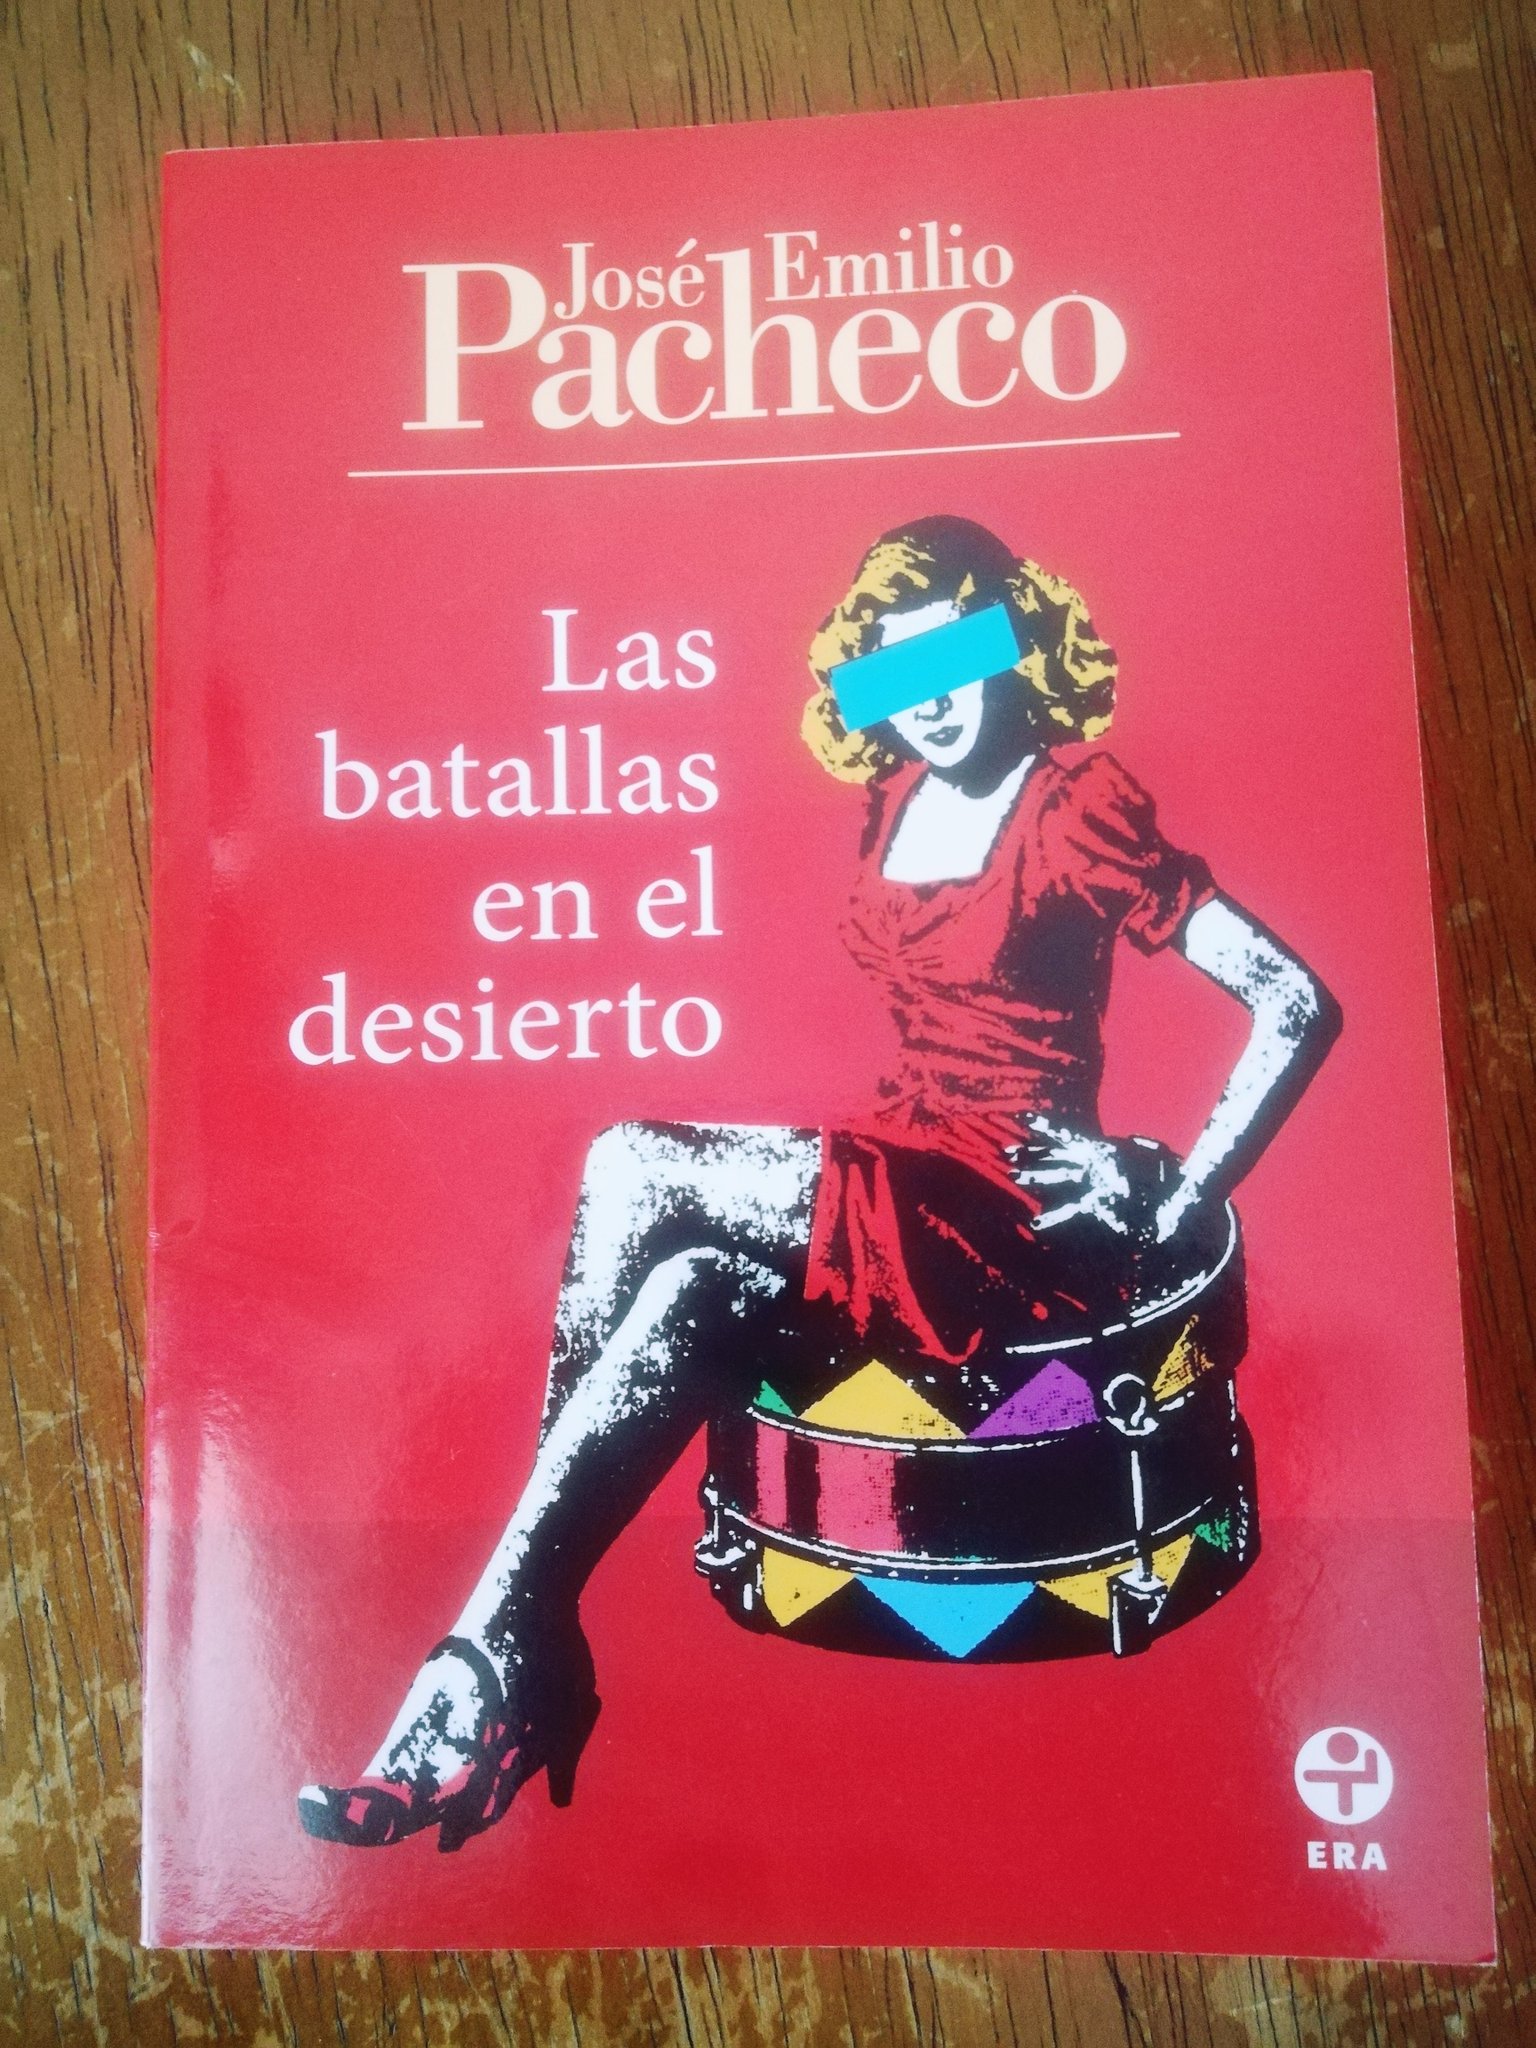 José Emilio
Pacheco
Las
batallas
en el
desierto
ERA